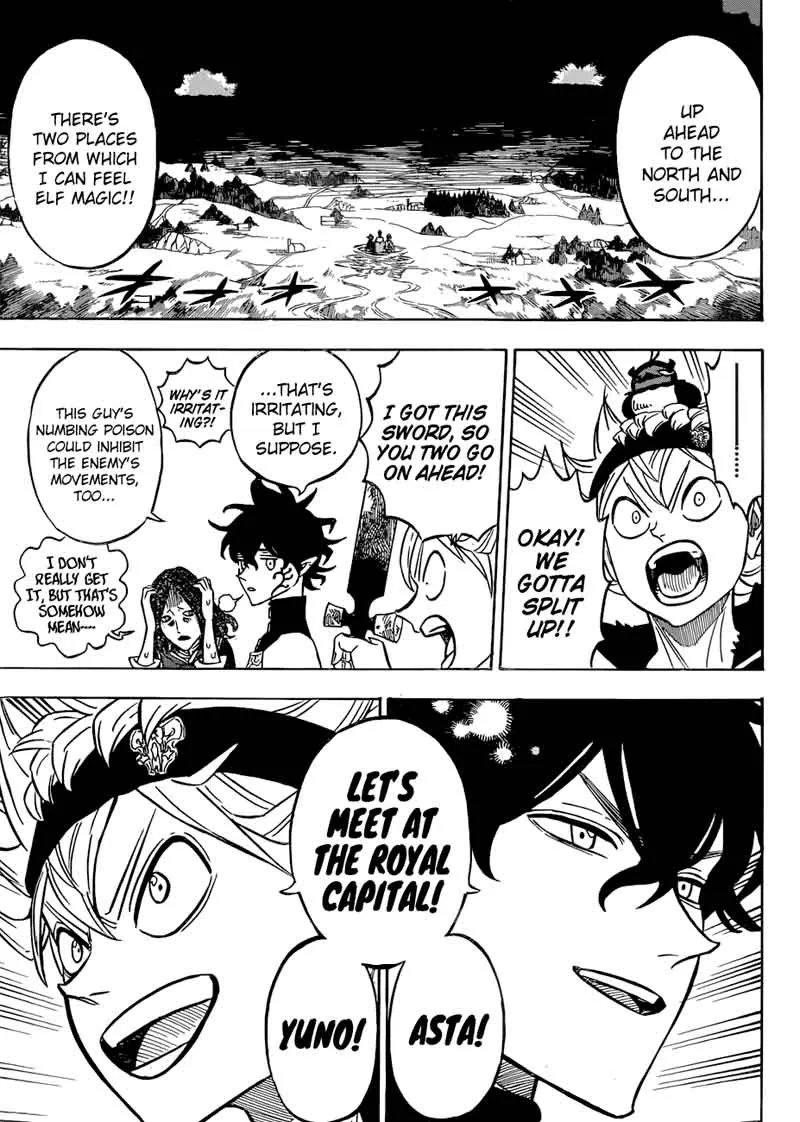 UP
AHEAD
TO THE
NORTH AND
SOUTH...
THERE'S
TWO PLACES
FROM WHICH
I CAN FEEL
ELF MAGIC!!
..........
OKAY!
WE
GOTTA
SPLIT
UP!!
I GOT THIS
SWORD, SO
YOU TWO GO
ON AHEAD!
...THAT'S
IRRITATING,
BUT I
SUPPOSE.
WHY'S IT
IRRITAT-
ING?!
THIS GUY'S
NUMBING POISON
COULD INHIBIT
THE ENEMY'S
MOVEMENTS,
TOO...
I DON'T
REALLY GET
IT, BUT THAT'S
SOMEHOW
MEAN----
LET'S
MEET AT
THE ROYAL
CAPITAL!
ASTA!
YUNO!